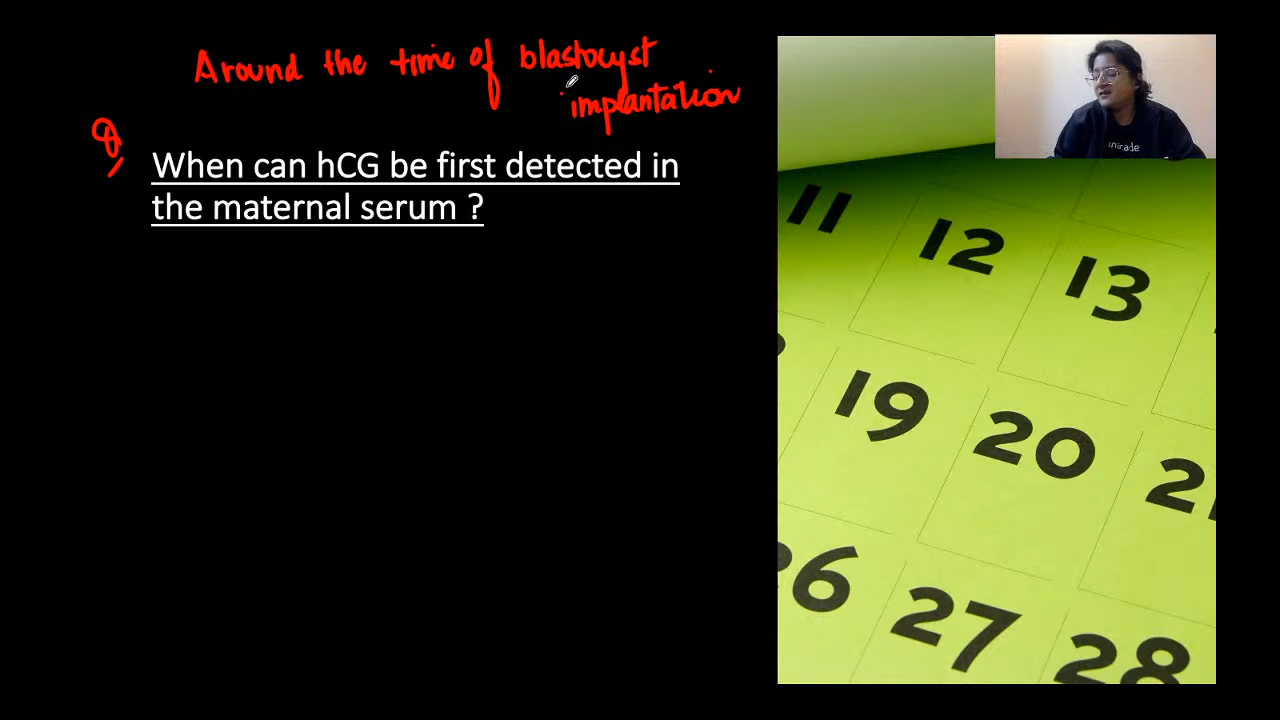 Around the time of blastocyst
implantation
Q,
When can hCG be first detected in
the maternal serum ?
11
12
13
19
20
21
26
27
28